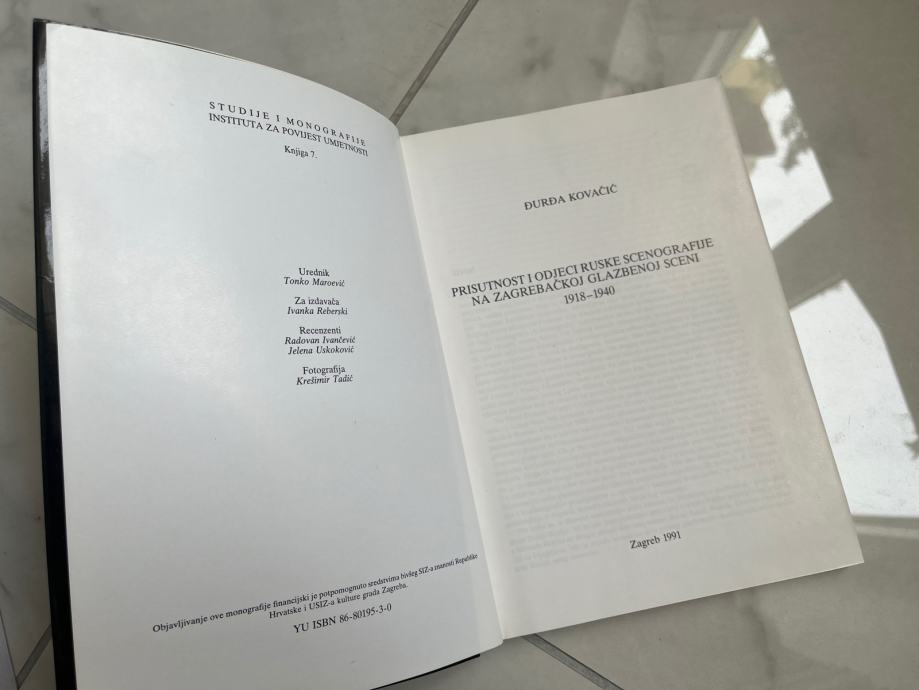 STUDIJE I MONOGRAFIJE
INSTITUTA ZA POVIJEST UMJETNOSTI
Knjiga 7.
Urednik
Tonko Maroević
Za izdavača
Ivanka Reberski
Recenzenti
Radovan Ivančević
Jelena Uskoković
Fotografija
Krešimir Tadić
Objavljivanje ove monografije financijski je potpomognuto sredstvima bivšeg SIZ-a znanosti Republike
Hrvatske i USIZ-a kulture grada Zagreba.
YU ISBN 86-80195-3-0
ĐURĐA KOVAČIĆ
PRISUTNOST I ODJECI RUSKE SCENOGRAFIJE
NA ZAGREBAČKOJ GLAZBENOJ SCENI
1918–1940
Zagreb 1991